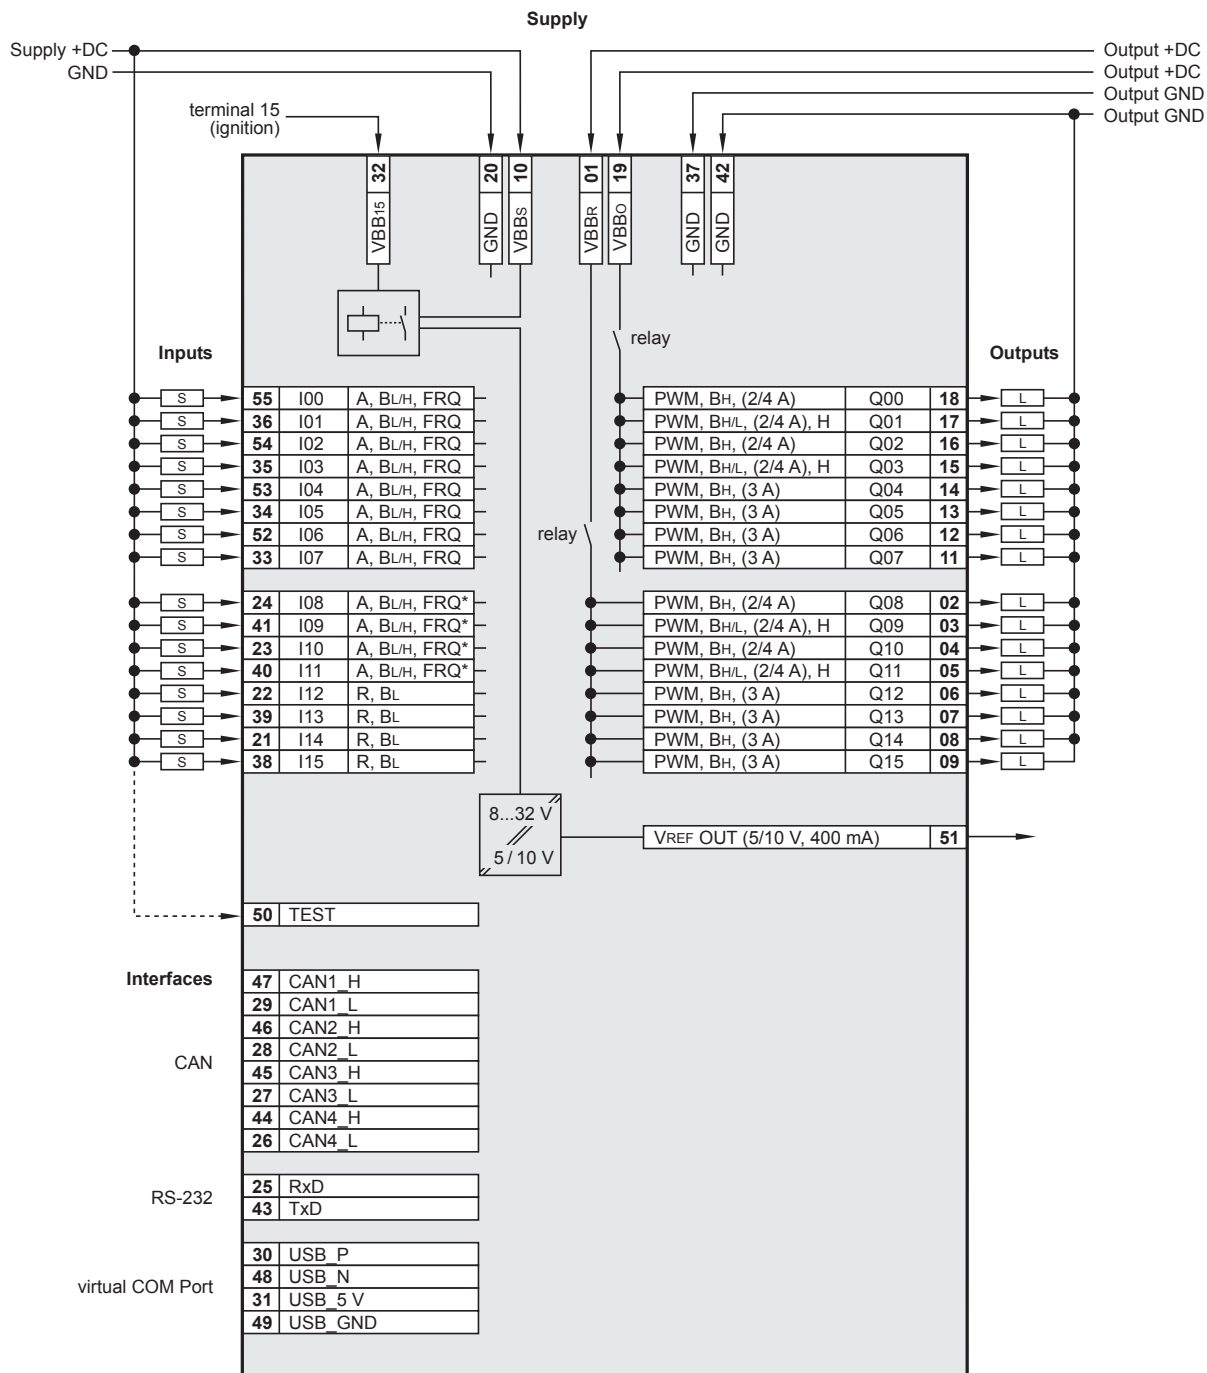 Supply
Supply +DC
Output +DC
GND
Output +DC
Output GND
terminal 15
(ignition)
Output GND
32 VBB15
20 GND
10 VBBS
01 VBBR
19 VBBO
37 GND
42 GND
relay
Inputs
Outputs
S 55 I00 A, BL/H, FRQ
PWM, BH, (2/4 A) Q00 18 L
S 36 I01 A, BL/H, FRQ
PWM, BH/L, (2/4 A), H Q01 17 L
S 54 I02 A, BL/H, FRQ
PWM, BH, (2/4 A) Q02 16 L
S 35 I03 A, BL/H, FRQ
PWM, BH/L, (2/4 A), H Q03 15 L
S 53 I04 A, BL/H, FRQ
PWM, BH, (3 A) Q04 14 L
S 34 I05 A, BL/H, FRQ
PWM, BH, (3 A) Q05 13 L
S 52 I06 A, BL/H, FRQ
relay
PWM, BH, (3 A) Q06 12 L
S 33 I07 A, BL/H, FRQ
PWM, BH, (3 A) Q07 11 L
S 24 I08 A, BL/H, FRQ*
PWM, BH, (2/4 A) Q08 02 L
S 41 I09 A, BL/H, FRQ*
PWM, BH/L, (2/4 A), H Q09 03 L
S 23 I10 A, BL/H, FRQ*
PWM, BH, (2/4 A) Q10 04 L
S 40 I11 A, BL/H, FRQ*
PWM, BH/L, (2/4 A), H Q11 05 L
S 22 I12 R, BL
PWM, BH, (3 A) Q12 06 L
S 39 I13 R, BL
PWM, BH, (3 A) Q13 07 L
S 21 I14 R, BL
PWM, BH, (3 A) Q14 08 L
S 38 I15 R, BL
PWM, BH, (3 A) Q15 09 L
8...32 V
//
5/10 V
VREF OUT (5/10 V, 400 mA) 51
50 TEST
Interfaces
47 CAN1_H
29 CAN1_L
46 CAN2_H
28 CAN2_L
CAN
45 CAN3_H
27 CAN3_L
44 CAN4_H
26 CAN4_L
RS-232
25 RxD
43 TxD
30 USB_P
virtual COM Port
48 USB_N
31 USB_5 V
49 USB_GND